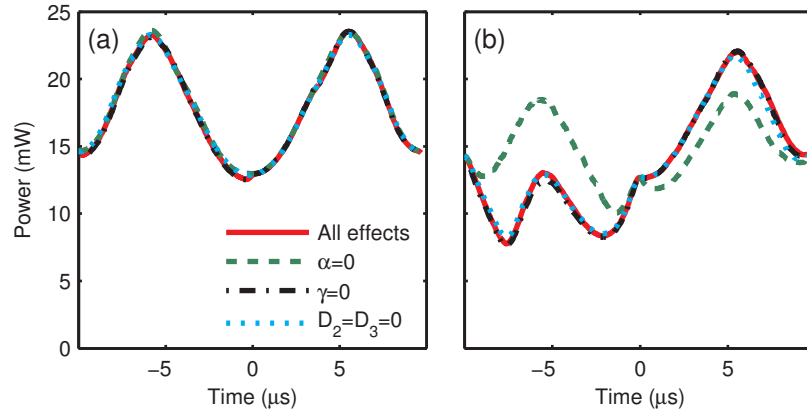 25
20
15
10
5
0
Power (mW)
(a)
All effects
α=0
γ=0
D₂=D₃=0
−5 0 5
Time (μs)
(b)
−5 0 5
Time (μs)